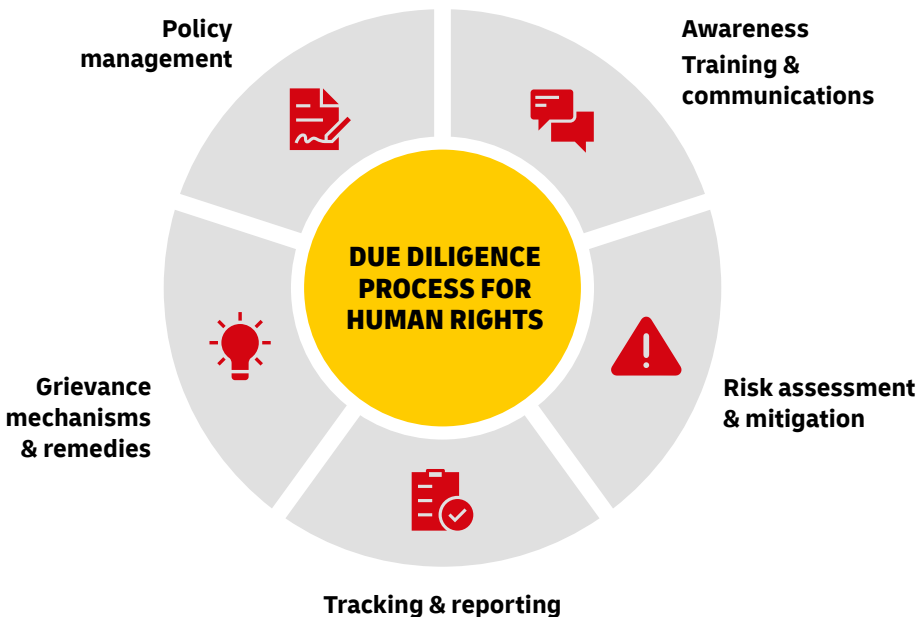 Policy
management
Awareness
Training &
communications
DUE DILIGENCE
PROCESS FOR
HUMAN RIGHTS
Grievance
mechanisms
& remedies
Risk assessment
& mitigation
Tracking & reporting